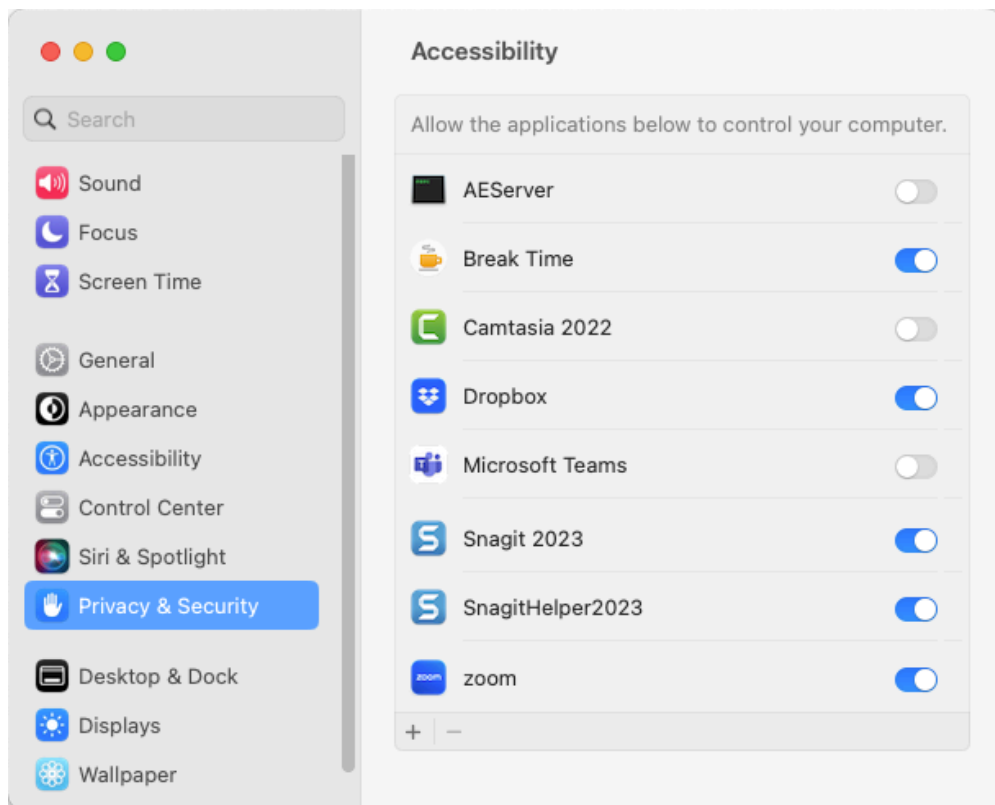 Search
Sound
Focus
Screen Time
General
Appearance
Accessibility
Control Center
Siri & Spotlight
Privacy & Security
Desktop & Dock
Displays
Wallpaper
Accessibility
Allow the applications below to control your computer.
AEServer
Break Time
Camtasia 2022
Dropbox
Microsoft Teams
Snagit 2023
SnagitHelper2023
zoom
zoom
+ −